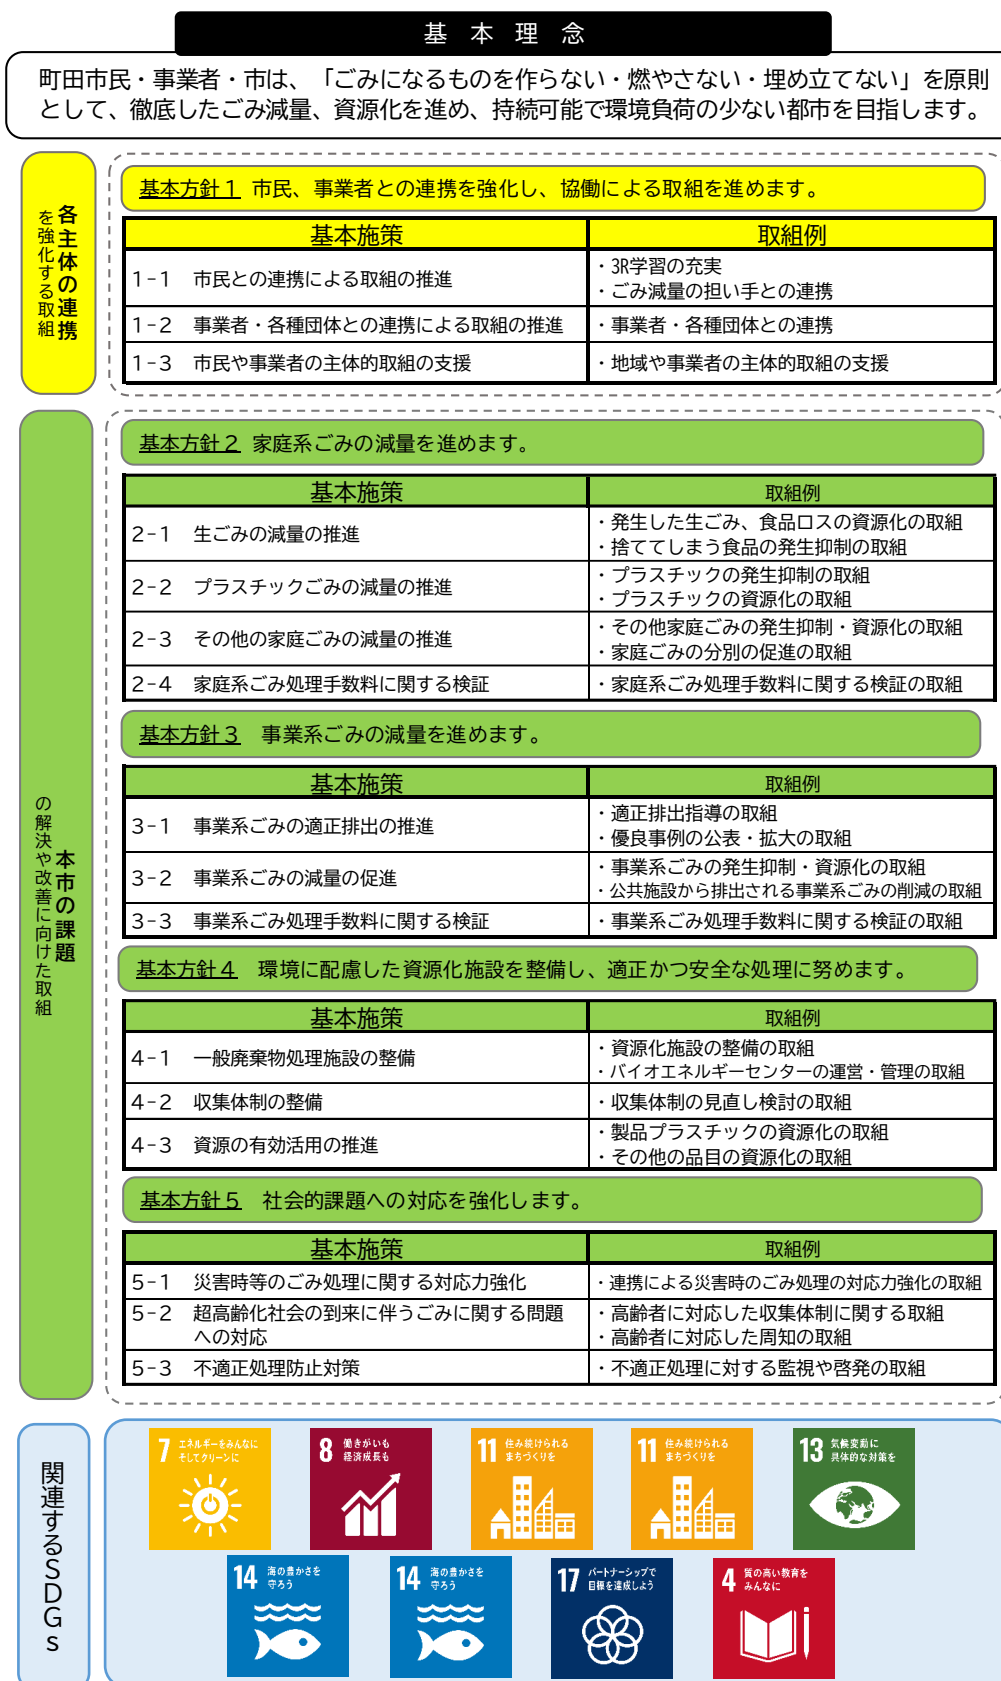 基本理念
町田市民・事業者・市は、「ごみになるものを作らない・燃やさない・埋め立てない」を原則
として、徹底したごみ減量、資源化を進め、持続可能で環境負荷の少ない都市を目指します。
各主体の連携
を強化する取組
基本方針１ 市民、事業者との連携を強化し、協働による取組を進めます。
基本施策 取組例
1-1 市民との連携による取組の推進
・3R学習の充実
・ごみ減量の担い手との連携
1-2 事業者・各種団体との連携による取組の推進 ・事業者・各種団体との連携
1-3 市民や事業者の主体的取組の支援 ・地域や事業者の主体的取組の支援
本市の課題
の解決や改善に向けた取組
基本方針２ 家庭系ごみの減量を進めます。
基本施策 取組例
2-1 生ごみの減量の推進
・発生した生ごみ、食品ロスの資源化の取組
・捨ててしまう食品の発生抑制の取組
2-2 プラスチックごみの減量の推進
・プラスチックの発生抑制の取組
・プラスチックの資源化の取組
2-3 その他の家庭ごみの減量の推進
・その他家庭ごみの発生抑制・資源化の取組
・家庭ごみの分別の促進の取組
2-4 家庭系ごみ処理手数料に関する検証 ・家庭系ごみ処理手数料に関する検証の取組
基本方針３ 事業系ごみの減量を進めます。
基本施策 取組例
3-1 事業系ごみの適正排出の推進
・適正排出指導の取組
・優良事例の公表・拡大の取組
3-2 事業系ごみの減量の促進
・事業系ごみの発生抑制・資源化の取組
・公共施設から排出される事業系ごみの削減の取組
3-3 事業系ごみ処理手数料に関する検証 ・事業系ごみ処理手数料に関する検証の取組
基本方針４ 環境に配慮した資源化施設を整備し、適正かつ安全な処理に努めます。
基本施策 取組例
4-1 一般廃棄物処理施設の整備
・資源化施設の整備の取組
・バイオエネルギーセンターの運営・管理の取組
4-2 収集体制の整備 ・収集体制の見直し検討の取組
4-3 資源の有効活用の推進
・製品プラスチックの資源化の取組
・その他の品目の資源化の取組
基本方針５ 社会的課題への対応を強化します。
基本施策 取組例
5-1 災害時等のごみ処理に関する対応力強化 ・連携による災害時のごみ処理の対応力強化の取組
5-2 超高齢化社会の到来に伴うごみに関する問題
への対応
・高齢者に対応した収集体制に関する取組
・高齢者に対応した周知の取組
5-3 不適正処理防止対策 ・不適正処理に対する監視や啓発の取組
関連するSDGs
7 エネルギーをみんなに
そしてクリーンに
8 働きがいも
経済成長も
11 住み続けられる
まちづくりを
11 住み続けられる
まちづくりを
13 気候変動に
具体的な対策を
14 海の豊かさを
守ろう
14 海の豊かさを
守ろう
17 パートナーシップで
目標を達成しよう
4 質の高い教育を
みんなに